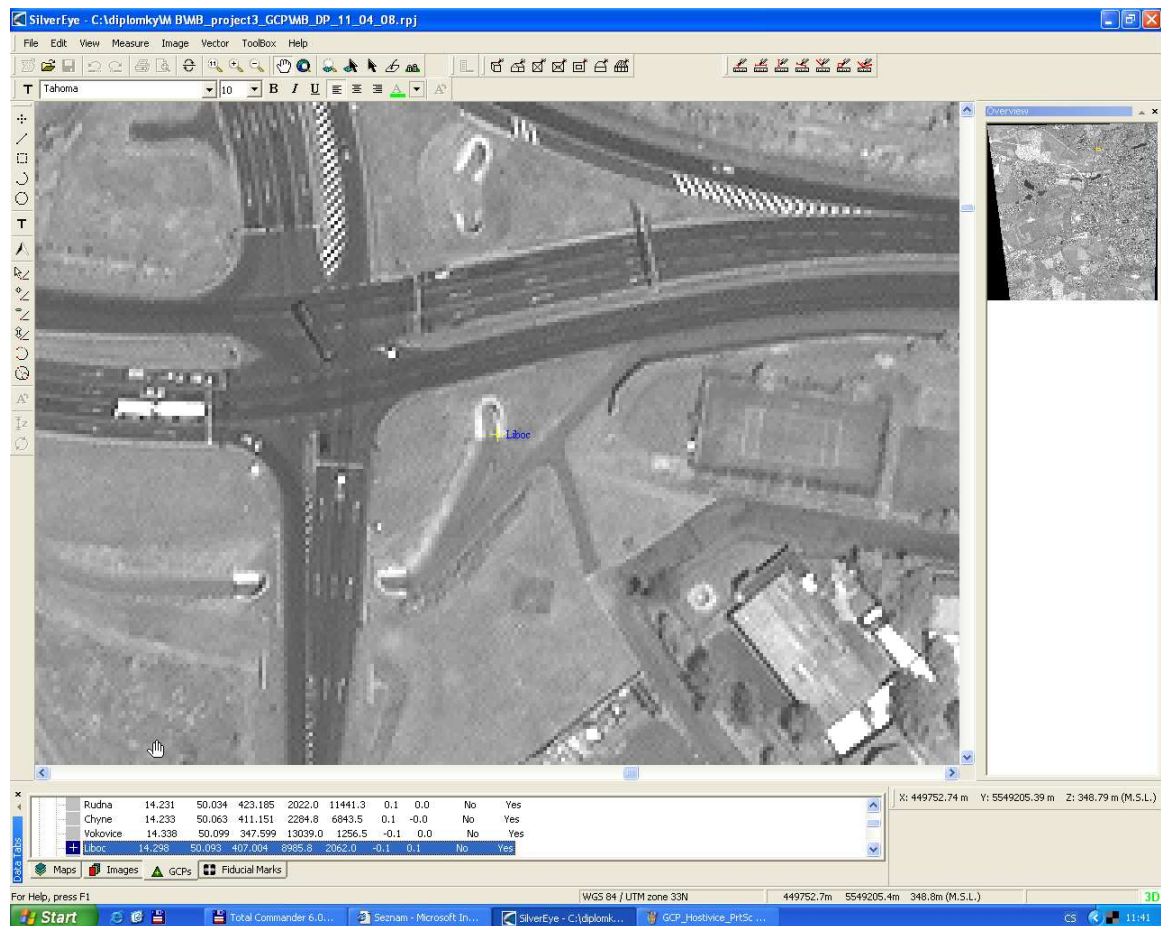 SilverEye - C:\diplomky\M B\MB_project3_GCP\MB_DP_11_04_08.rpj
File Edit View Measure Image Vector ToolBox Help
T Tahoma 10 B I U A
Overview
T
Liboc
Rudna 14.231 50.034 423.185 2022.0 11441.3 0.1 0.0 No Yes
Chyne 14.233 50.063 411.151 2284.8 6843.5 0.1 -0.0 No Yes
Vokovice 14.338 50.099 347.599 13039.0 1256.5 -0.1 0.0 No Yes
Liboc 14.298 50.093 407.004 8985.8 2062.0 -0.1 0.1 No Yes
X: 449752.74 m Y: 5549205.39 m Z: 348.79 m (M.S.L.)
Data Tabs
Maps Images GCPs Fiducial Marks
For Help, press F1 WGS 84 / UTM zone 33N 449752.7m 5549205.4m 348.8m (M.S.L.) 3D
Start Total Commander 6.0... Seznam - Microsoft In... SilverEye - C:\diplomk... GCP_Hostivice_PrtSc ... CS 11:41